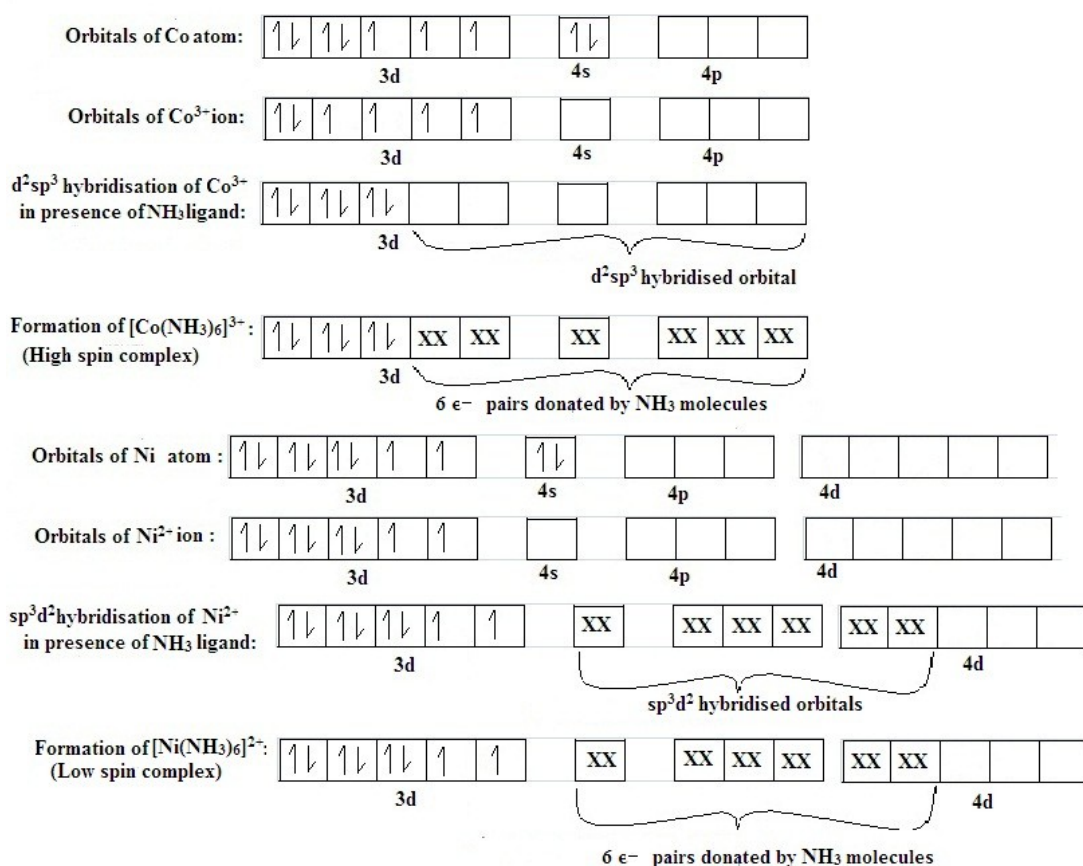 Orbitals of Co atom:
3d 4s 4p
Orbitals of Co³⁺ ion:
3d 4s 4p
d²sp³ hybridisation of Co³⁺
in presence of NH₃ ligand:
3d
d²sp³ hybridised orbital
Formation of [Co(NH₃)₆]³⁺ : XX XX XX XX XX XX
(High spin complex)
3d
6 e− pairs donated by NH₃ molecules
Orbitals of Ni atom :
3d 4s 4p 4d
Orbitals of Ni²⁺ ion :
3d 4s 4p 4d
sp³d² hybridisation of Ni²⁺
in presence of NH₃ ligand: XX XX XX XX XX XX
3d 4d
sp³d² hybridised orbitals
Formation of [Ni(NH₃)₆]²⁺:
(Low spin complex) XX XX XX XX XX XX
3d 4d
6 e− pairs donated by NH₃ molecules